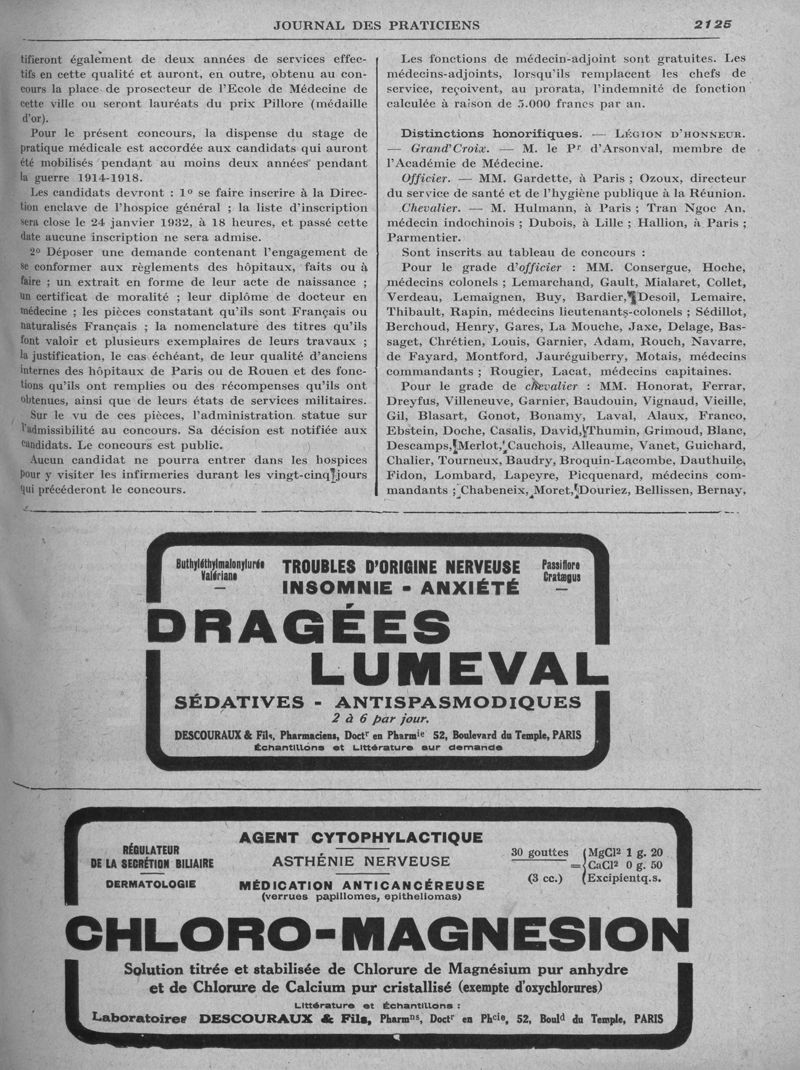 JOURNAL DES PRATICIENS
2125
tifieront également de deux années de services effec-
tifs en cette qualité et auront, en outre, obtenu au con-
cours la place de prosecteur de l'Ecole de Médecine de
cette ville ou seront lauréats du prix Pillore (médaille
d'or).
Pour le présent concours, la dispense du stage de
pratique médicale est accordée aux candidats qui auront
été mobilisés pendant au moins deux années pendant
la guerre 1914-1918.
Les candidats devront : 1º se faire inscrire à la Direc-
tion enclave de l'hospice général ; la liste d'inscription
sera close le 24 janvier 1932, à 18 heures, et passé cette
date aucune inscription ne sera admise.
2º Déposer une demande contenant l'engagement de
se conformer aux règlements des hôpitaux, faits ou à
faire ; un extrait en forme de leur acte de naissance ;
un certificat de moralité ; leur diplôme de docteur en
médecine ; les pièces constatant qu'ils sont Français ou
naturalisés Français ; la nomenclature des titres qu'ils
font valoir et plusieurs exemplaires de leurs travaux ;
la justification, le cas échéant, de leur qualité d'anciens
internes des hôpitaux de Paris ou de Rouen et des fonc-
tions qu'ils ont remplies ou des récompenses qu'ils ont
obtenues, ainsi que de leurs états de services militaires.
Sur le vu de ces pièces, l'administration statue sur
l'admissibilité au concours. Sa décision est notifiée aux
candidats. Le concours est public.
Aucun candidat ne pourra entrer dans les hospices
pour y visiter les infirmeries durant les vingt-cinq jours
qui précéderont le concours.
Les fonctions de médecin-adjoint sont gratuites. Les
médecins-adjoints, lorsqu'ils remplacent les chefs de
service, reçoivent, au prorata, l'indemnité de fonction
calculée à raison de 5.000 francs par an.
Distinctions honorifiques. — LÉGION D'HONNEUR.
— Grand'Croix. — M. le Pr d'Arsonval, membre de
l'Académie de Médecine.
Officier. — MM. Gardette, à Paris ; Ozoux, directeur
du service de santé et de l'hygiène publique à la Réunion.
Chevalier. — M. Hulmann, à Paris ; Tran Ngoc An,
médecin indochinois ; Dubois, à Lille ; Hallion, à Paris ;
Parmentier.
Sont inscrits au tableau de concours :
Pour le grade d'officier : MM. Consergue, Hoche,
médecins colonels ; Lemarchand, Gault, Mialaret, Collet,
Verdeau, Lemaignen, Buy, Bardier, Desoil, Lemaire,
Thibault, Rapin, médecins lieutenants-colonels ; Sédillot,
Berchoud, Henry, Gares, La Mouche, Jaxe, Delage, Bas-
saget, Chrétien, Louis, Garnier, Adam, Rouch, Navarre,
de Fayard, Montford, Jauréguiberry, Motais, médecins
commandants ; Rougier, Lacat, médecins capitaines.
Pour le grade de chevalier : MM. Honorat, Ferrar,
Dreyfus, Villeneuve, Garnier, Baudouin, Vignaud, Vieille,
Gil, Blasart, Gonot, Bonamy, Laval, Alaux, Franco,
Ebstein, Doche, Casalis, David, Thumin, Grimoud, Blanc,
Descamps, Merlot, Cauchois, Alleaume, Vanet, Guichard,
Chalier, Tourneux, Baudry, Broquin-Lacombe, Dauthuile,
Fidon, Lombard, Lapeyre, Picquenard, médecins com-
mandants ; Chabeneix, Moret, Douriez, Bellissen, Bernay,
Buthyléthylmalonylurée
Valériane
—
TROUBLES D'ORIGINE NERVEUSE
INSOMNIE - ANXIÉTÉ
Passiflore
Cratægus
—
DRAGÉES
LUMEVAL
SÉDATIVES - ANTISPASMODIQUES
2 à 6 par jour.
DESCOURAUX & Fils, Pharmaciens, Doctr en Pharmie 52, Boulevard du Temple, PARIS
Échantillons et Littérature sur demande
RÉGULATEUR
DE LA SECRÉTION BILIAIRE
DERMATOLOGIE
AGENT CYTOPHYLACTIQUE
ASTHÉNIE NERVEUSE
MÉDICATION ANTICANCÉREUSE
(verrues papillomes, epitheliomas)
30 gouttes
(3 cc.)
=
MgCl² 1 g. 20
CaCl² 0 g. 50
Excipient q.s.
CHLORO-MAGNESION
Solution titrée et stabilisée de Chlorure de Magnésium pur anhydre
et de Chlorure de Calcium pur cristallisé (exempte d'oxychlorures)
Littérature et Échantillons :
Laboratoires DESCOURAUX & Fils, Pharmns, Doctr en Phcie, 52, Bould du Temple, PARIS